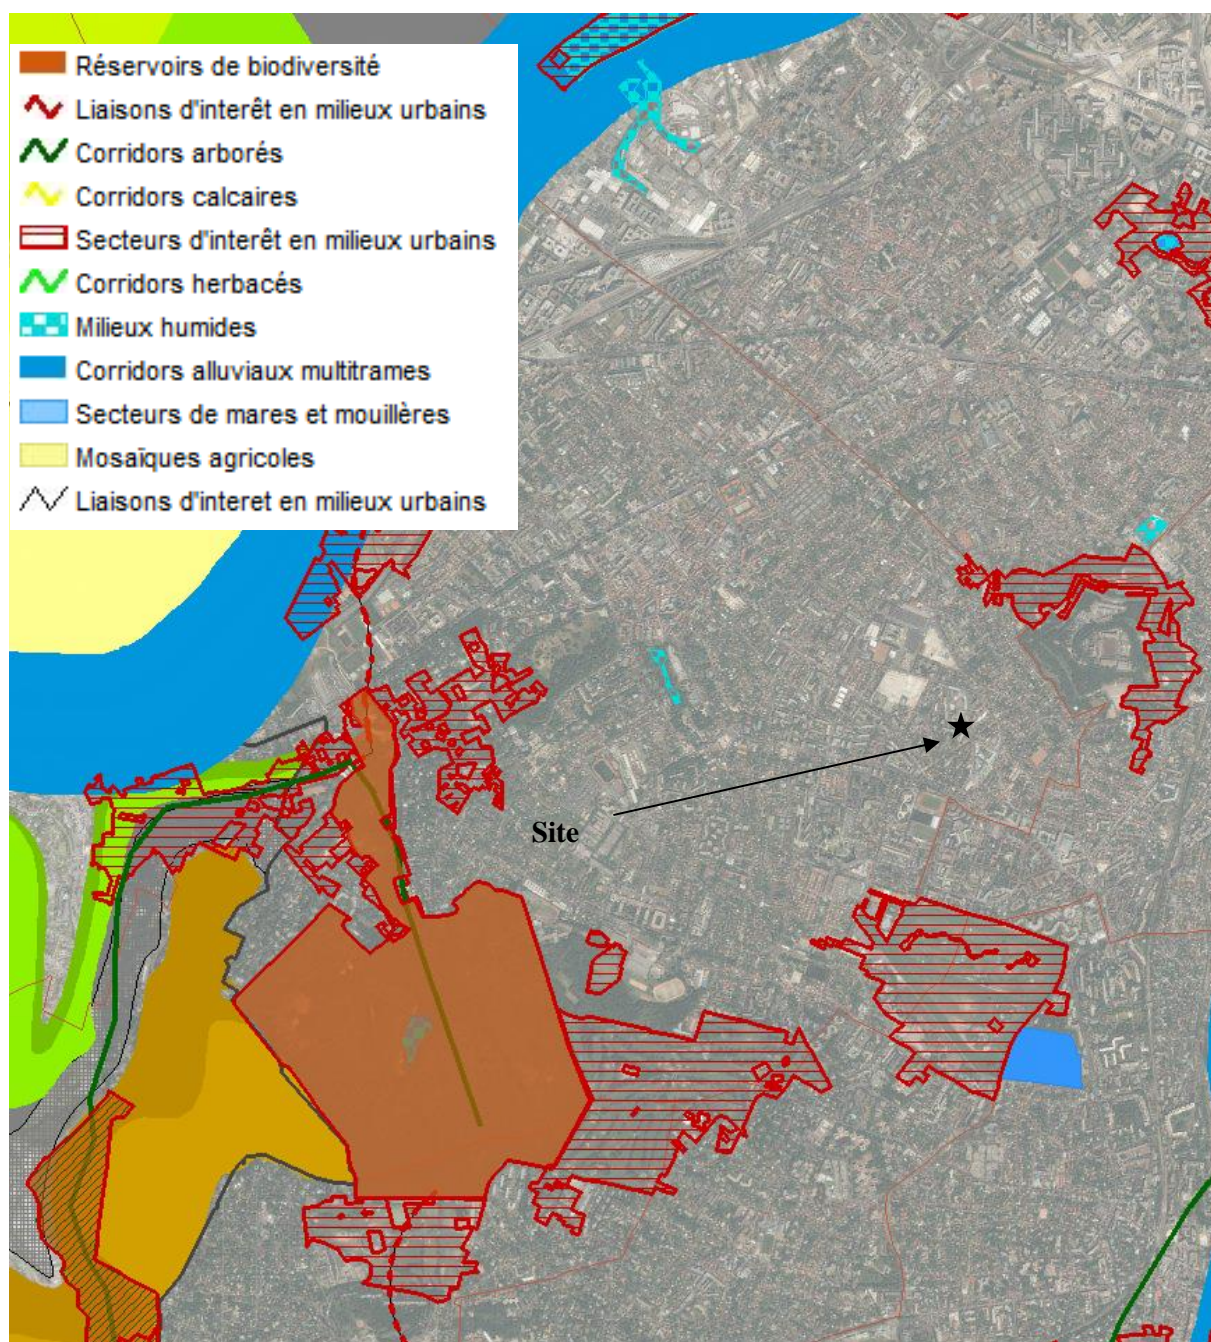 Réservoirs de biodiversité
Liaisons d'interêt en milieux urbains
Corridors arborés
Corridors calcaires
Secteurs d'intérêt en milieux urbains
Corridors herbacés
Milieux humides
Corridors alluviaux multitrames
Secteurs de mares et mouillères
Mosaïques agricoles
Liaisons d'interet en milieux urbains
Site